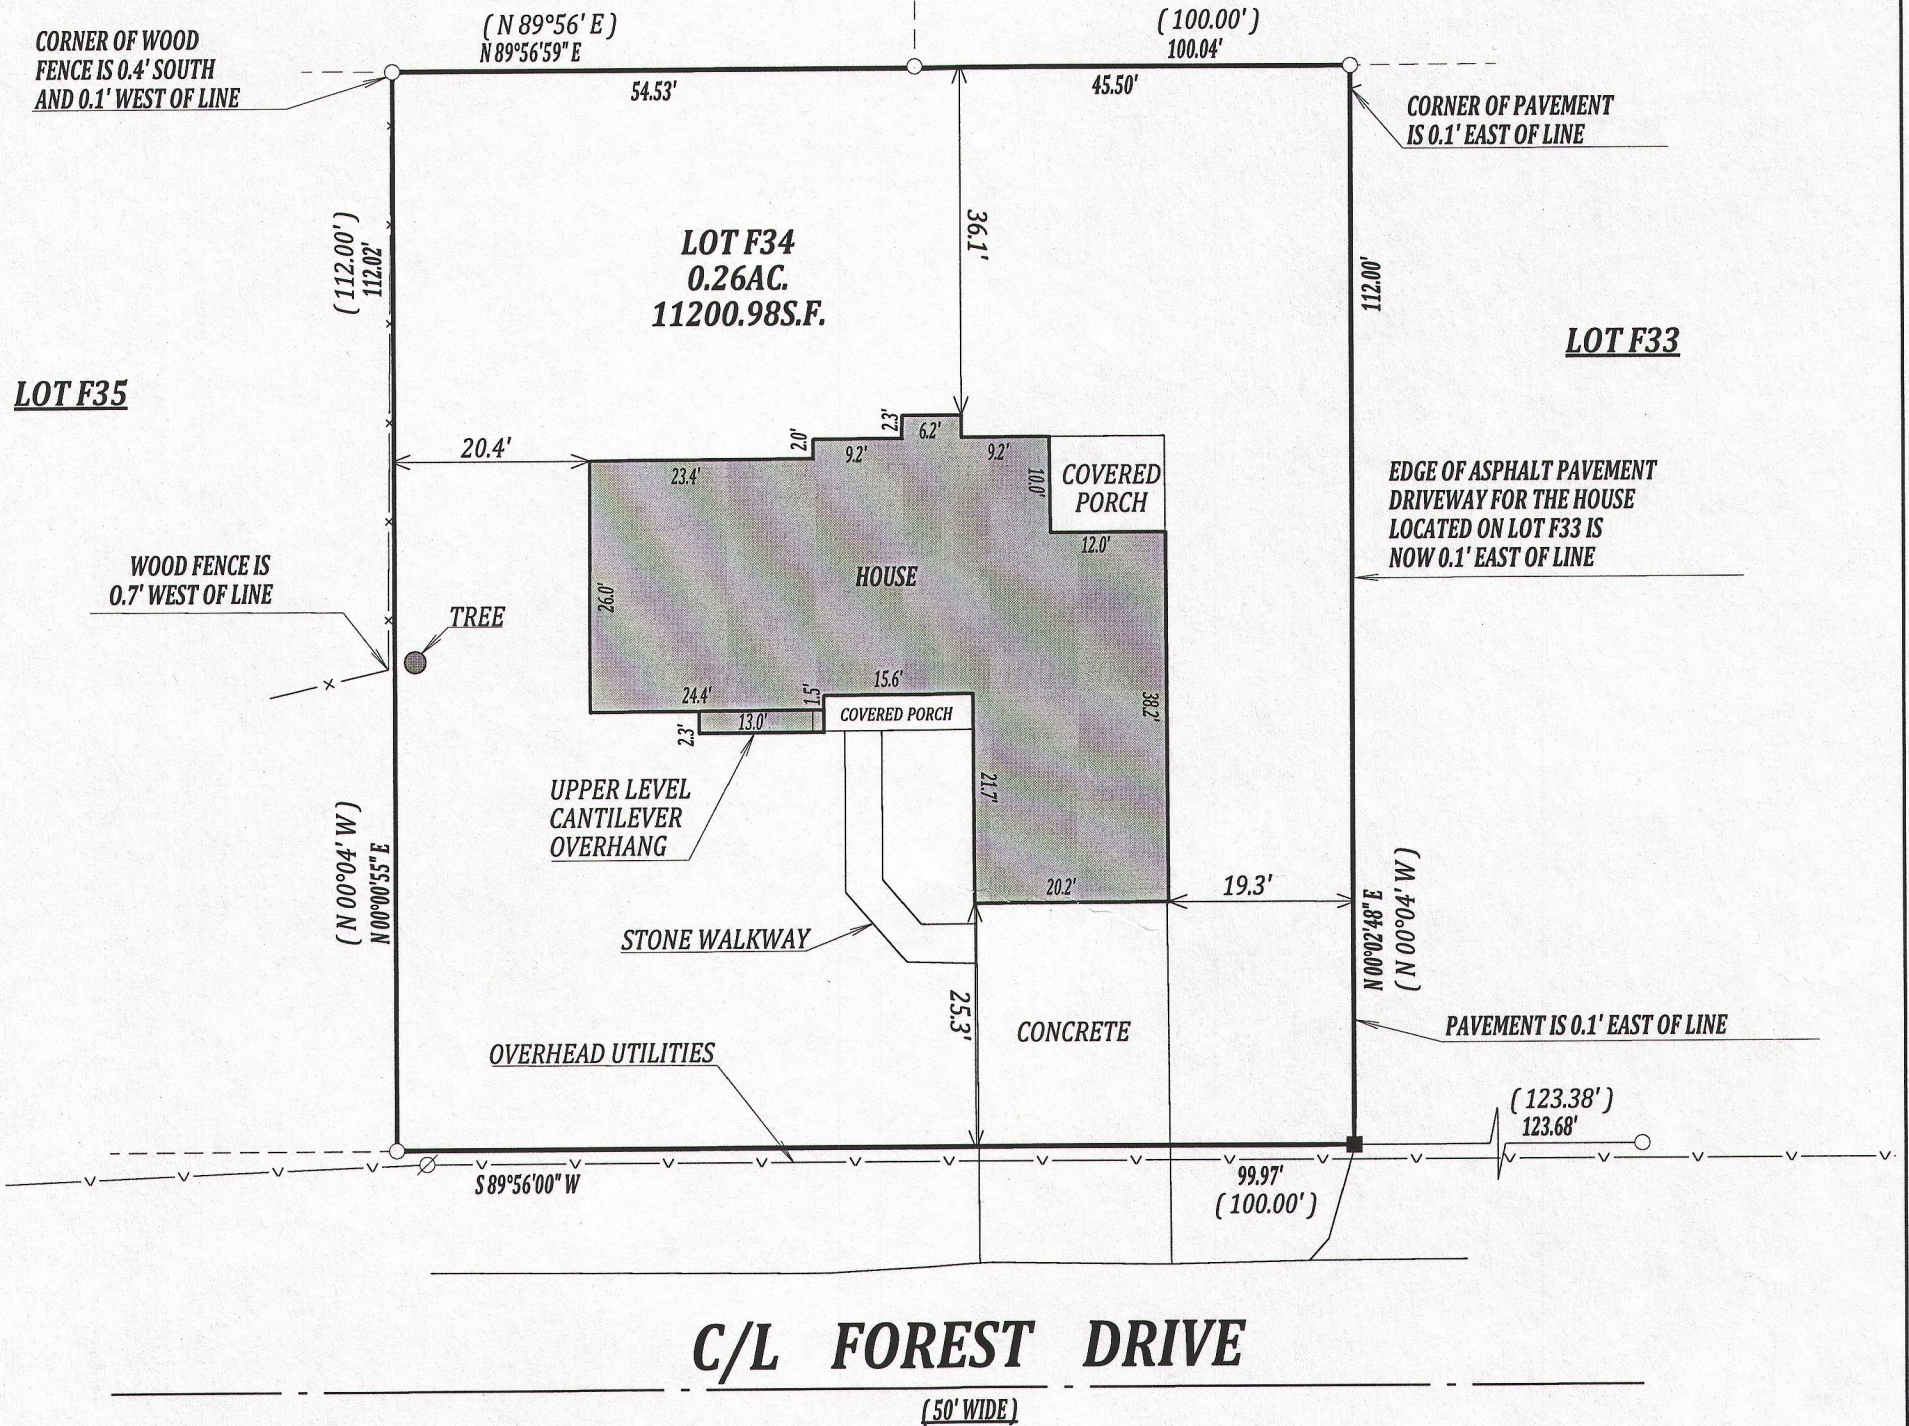 ( N 89°56' E )
N 89°56'59" E
( 100.00' )
100.04'
CORNER OF WOOD
FENCE IS 0.4' SOUTH
AND 0.1' WEST OF LINE
54.53'
45.50'
CORNER OF PAVEMENT
IS 0.1' EAST OF LINE
( 112.00' )
112.02'
LOT F34
0.26AC.
11200.98S.F.
36.1'
112.00'
LOT F33
LOT F35
20.4'
23.4'
2.0'
9.2'
2.3'
6.2'
9.2'
10.0'
COVERED
PORCH
12.0'
EDGE OF ASPHALT PAVEMENT
DRIVEWAY FOR THE HOUSE
LOCATED ON LOT F33 IS
NOW 0.1' EAST OF LINE
WOOD FENCE IS
0.7' WEST OF LINE
TREE
26.0'
HOUSE
24.4'
1.5'
15.6'
38.2'
2.3'
13.0'
COVERED PORCH
UPPER LEVEL
CANTILEVER
OVERHANG
21.7'
20.2'
19.3'
( N 00°04' W )
N 00°00'55" E
N 00°02'48" E
( N 00°04' W )
STONE WALKWAY
25.3'
CONCRETE
PAVEMENT IS 0.1' EAST OF LINE
OVERHEAD UTILITIES
( 123.38' )
123.68'
S 89°56'00" W
99.97'
( 100.00' )
C/L FOREST DRIVE
( 50' WIDE )